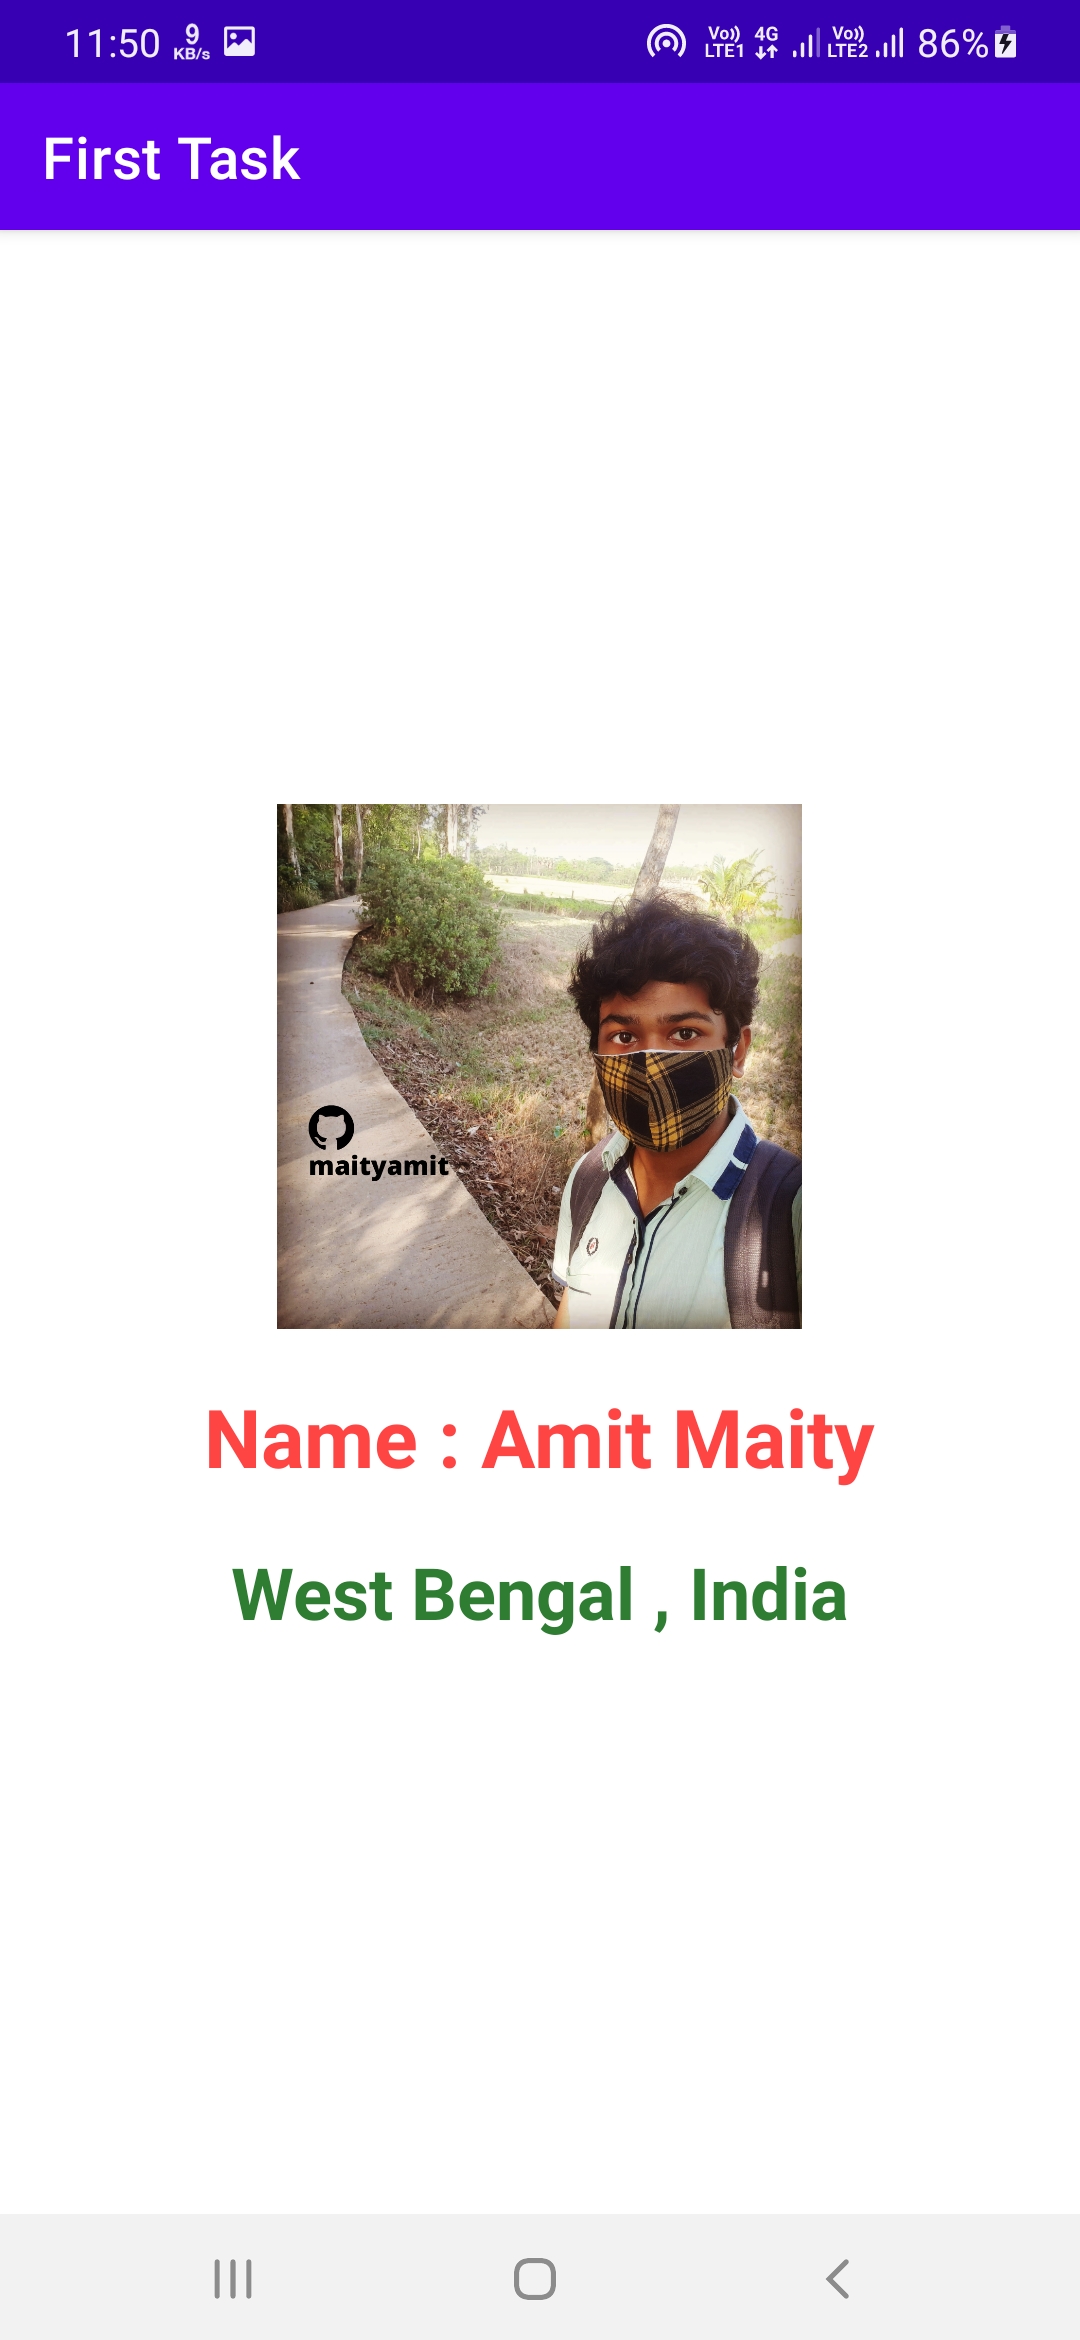 11:50 9 KB/s Vo)) LTE1 4G Vo)) LTE2 86%
First Task
maityamit
Name : Amit Maity
West Bengal , India